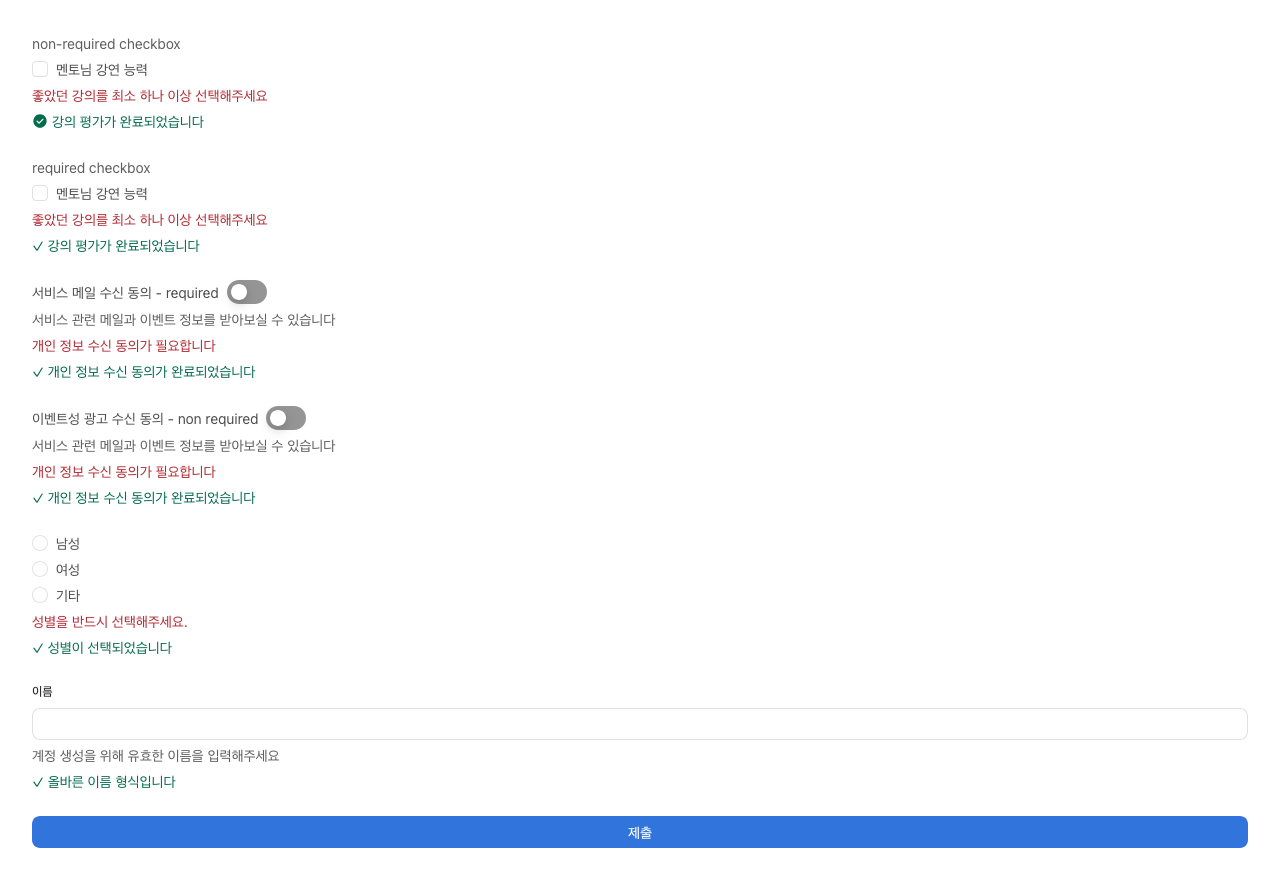 non-required checkbox
멘토님 강연 능력
좋았던 강의를 최소 하나 이상 선택해주세요
강의 평가가 완료되었습니다
required checkbox
멘토님 강연 능력
좋았던 강의를 최소 하나 이상 선택해주세요
✓ 강의 평가가 완료되었습니다
서비스 메일 수신 동의 - required
서비스 관련 메일과 이벤트 정보를 받아보실 수 있습니다
개인 정보 수신 동의가 필요합니다
✓ 개인 정보 수신 동의가 완료되었습니다
이벤트성 광고 수신 동의 - non required
서비스 관련 메일과 이벤트 정보를 받아보실 수 있습니다
개인 정보 수신 동의가 필요합니다
✓ 개인 정보 수신 동의가 완료되었습니다
남성
여성
기타
성별을 반드시 선택해주세요.
✓ 성별이 선택되었습니다
이름
계정 생성을 위해 유효한 이름을 입력해주세요
✓ 올바른 이름 형식입니다
제출